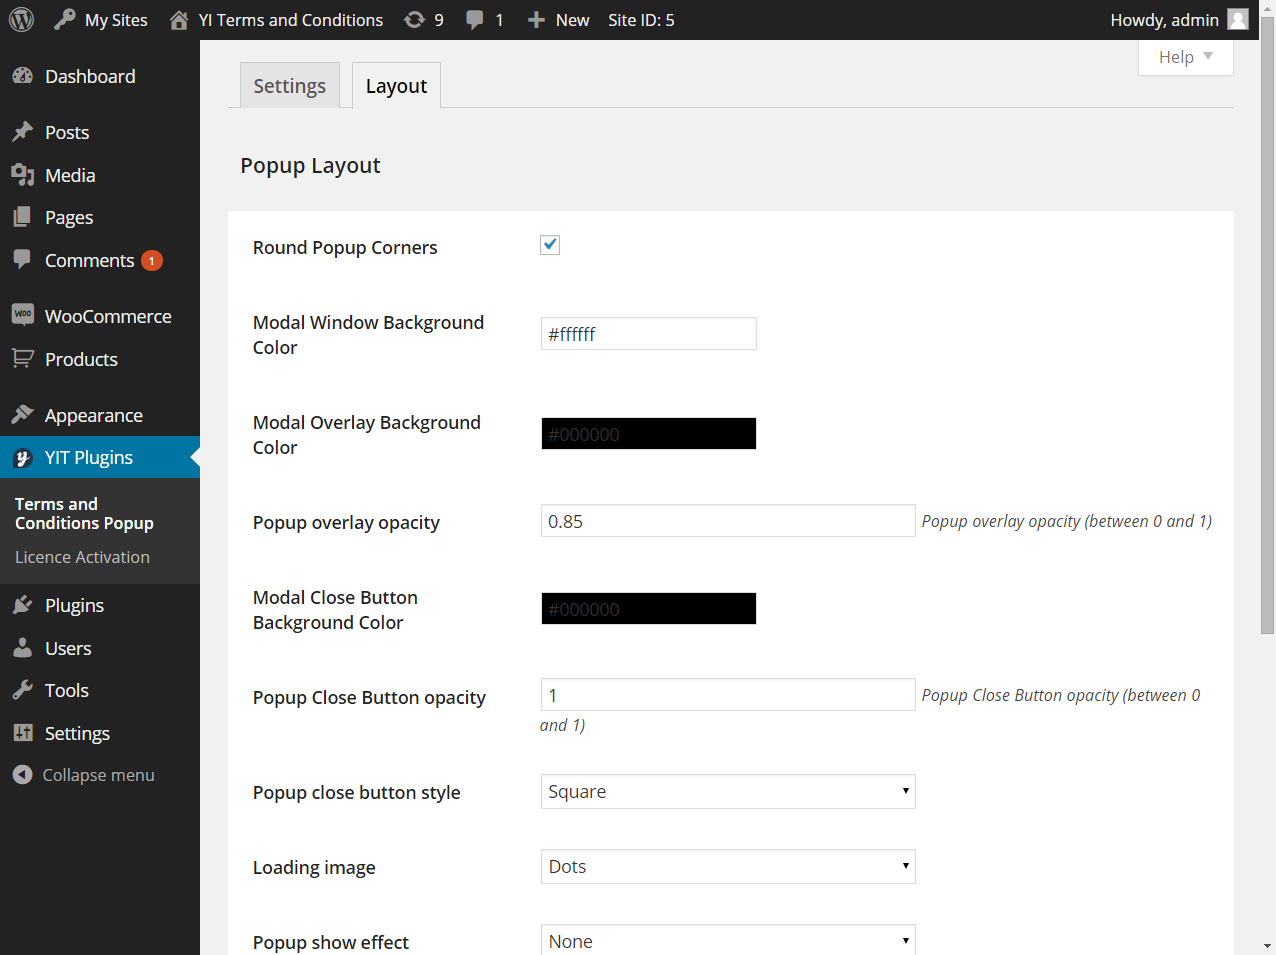 My Sites YI Terms and Conditions 9 1 New Site ID: 5 Howdy, admin
Help
Dashboard
Posts
Media
Pages
Comments 1
Woo WooCommerce
Products
Appearance
YIT Plugins
Terms and
Conditions Popup
Licence Activation
Plugins
Users
Tools
Settings
Collapse menu
Settings Layout
Popup Layout
Round Popup Corners
Modal Window Background
Color
#ffffff
Modal Overlay Background
Color
#000000
Popup overlay opacity
0.85
Popup overlay opacity (between 0 and 1)
Modal Close Button
Background Color
#000000
Popup Close Button opacity
1
Popup Close Button opacity (between 0
and 1)
Popup close button style
Square
Loading image
Dots
Popup show effect
None